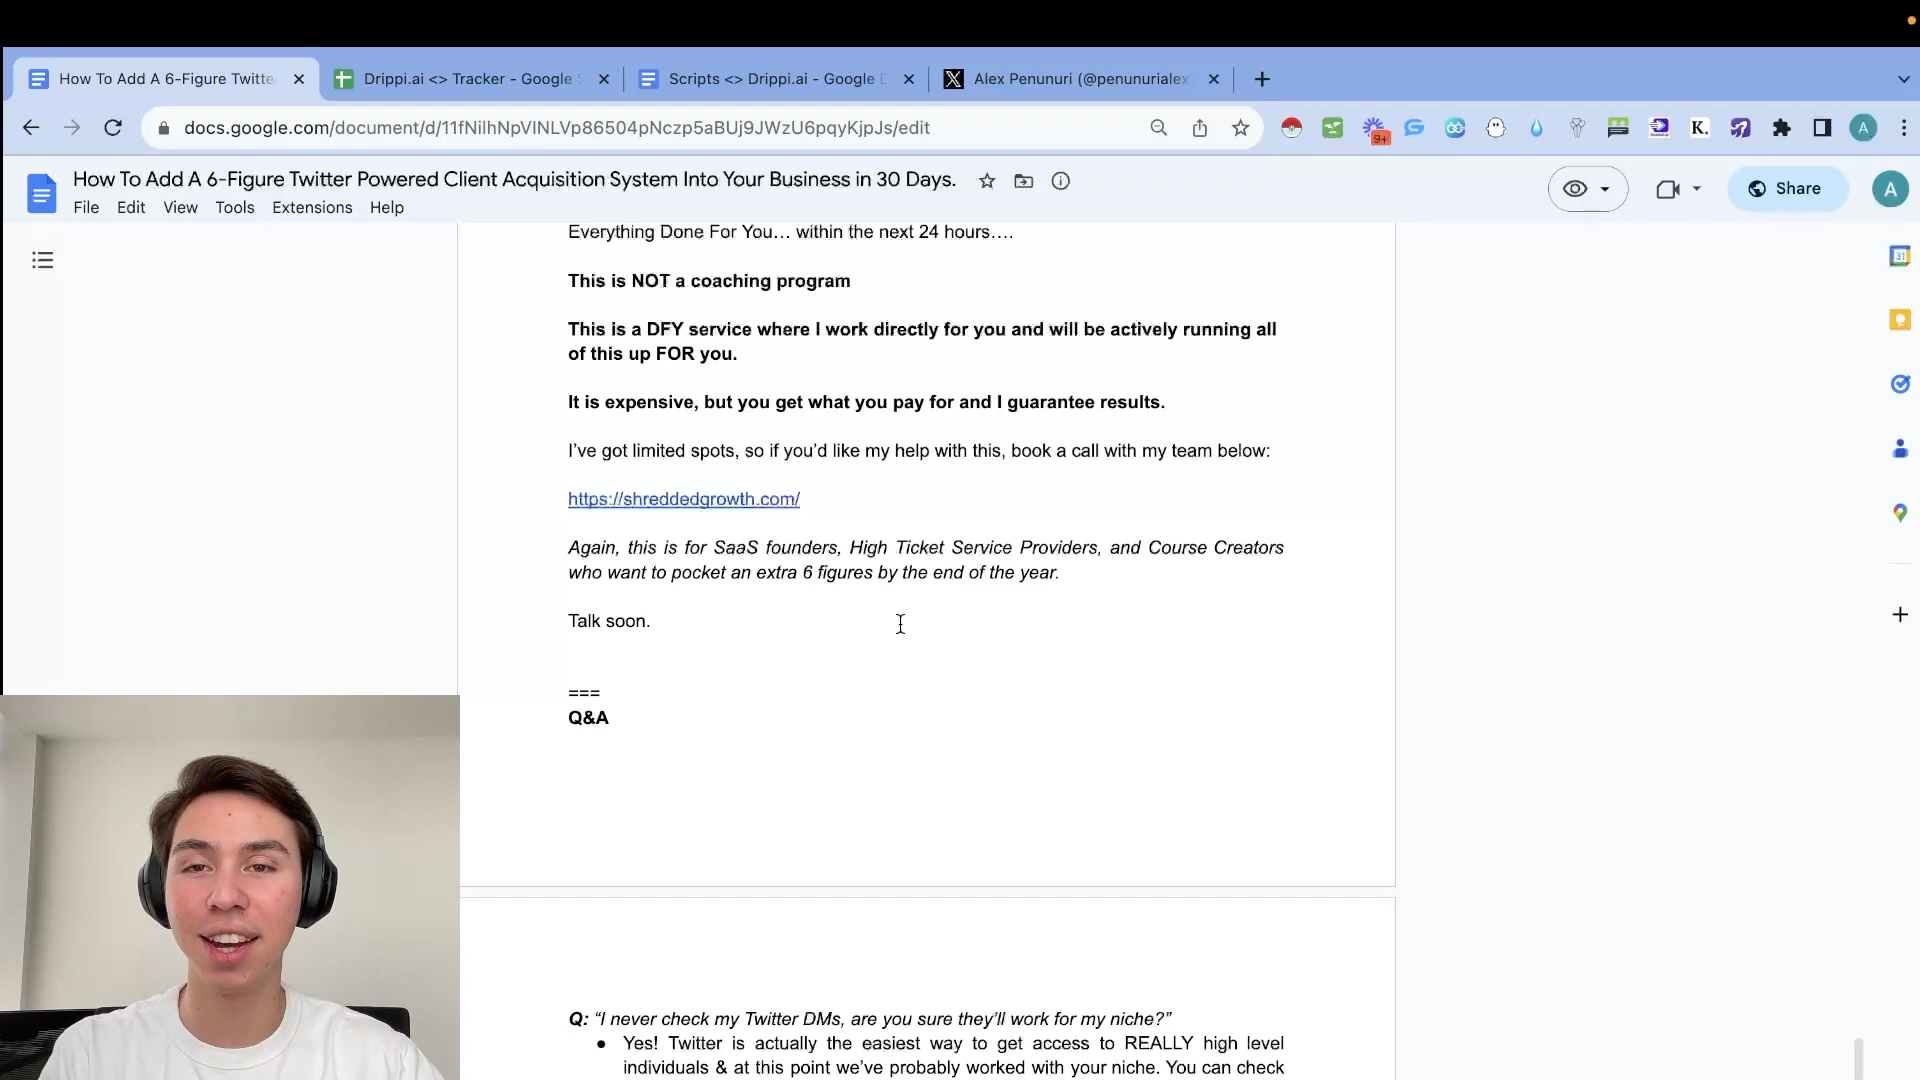 How To Add A 6-Figure Twitte
Drippi.ai <> Tracker - Google S
Scripts <> Drippi.ai - Google D
Alex Penunuri (@penunurialex
docs.google.com/document/d/11fNilhNpVINLVp86504pNczp5aBUj9JWzU6pqyKjpJs/edit
9+
K.
A
How To Add A 6-Figure Twitter Powered Client Acquisition System Into Your Business in 30 Days.
Share
A
File Edit View Tools Extensions Help
31
Everything Done For You… within the next 24 hours….
This is NOT a coaching program
This is a DFY service where I work directly for you and will be actively running all
of this up FOR you.
It is expensive, but you get what you pay for and I guarantee results.
I’ve got limited spots, so if you’d like my help with this, book a call with my team below:
https://shreddedgrowth.com/
Again, this is for SaaS founders, High Ticket Service Providers, and Course Creators
who want to pocket an extra 6 figures by the end of the year.
Talk soon.
===
Q&A
Q: “I never check my Twitter DMs, are you sure they’ll work for my niche?”
● Yes! Twitter is actually the easiest way to get access to REALLY high level
individuals & at this point we’ve probably worked with your niche. You can check